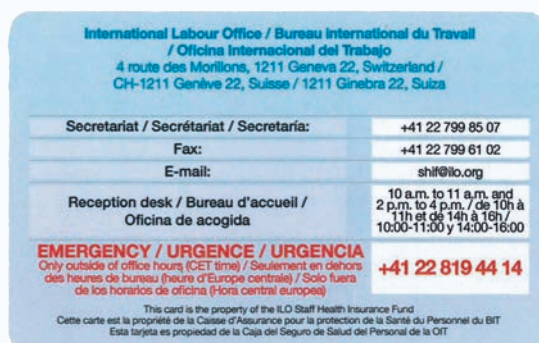 International Labour Office / Bureau international du Travail
/ Oficina Internacional del Trabajo
4 route des Morillons, 1211 Geneva 22, Switzerland /
CH-1211 Genève 22, Suisse / 1211 Ginebra 22, Suiza
Secretariat / Secrétariat / Secretaría: +41 22 799 85 07
Fax: +41 22 799 61 02
E-mail: shif@ilo.org
Reception desk / Bureau d'accueil /
Oficina de acogida
10 a.m. to 11 a.m. and
2 p.m. to 4 p.m. / de 10h à
11h et de 14h à 16h /
10:00-11:00 y 14:00-16:00
EMERGENCY / URGENCE / URGENCIA
Only outside of office hours (CET time) / Seulement en dehors
des heures de bureau (heure d'Europe centrale) / Solo fuera
de los horarios de oficina (Hora central europea)
+41 22 819 44 14
This card is the property of the ILO Staff Health Insurance Fund
Cette carte est la propriété de la Caisse d'Assurance pour la protection de la Santé du Personnel du BIT
Esta tarjeta es propiedad de la Caja del Seguro de Salud del Personal de la OIT